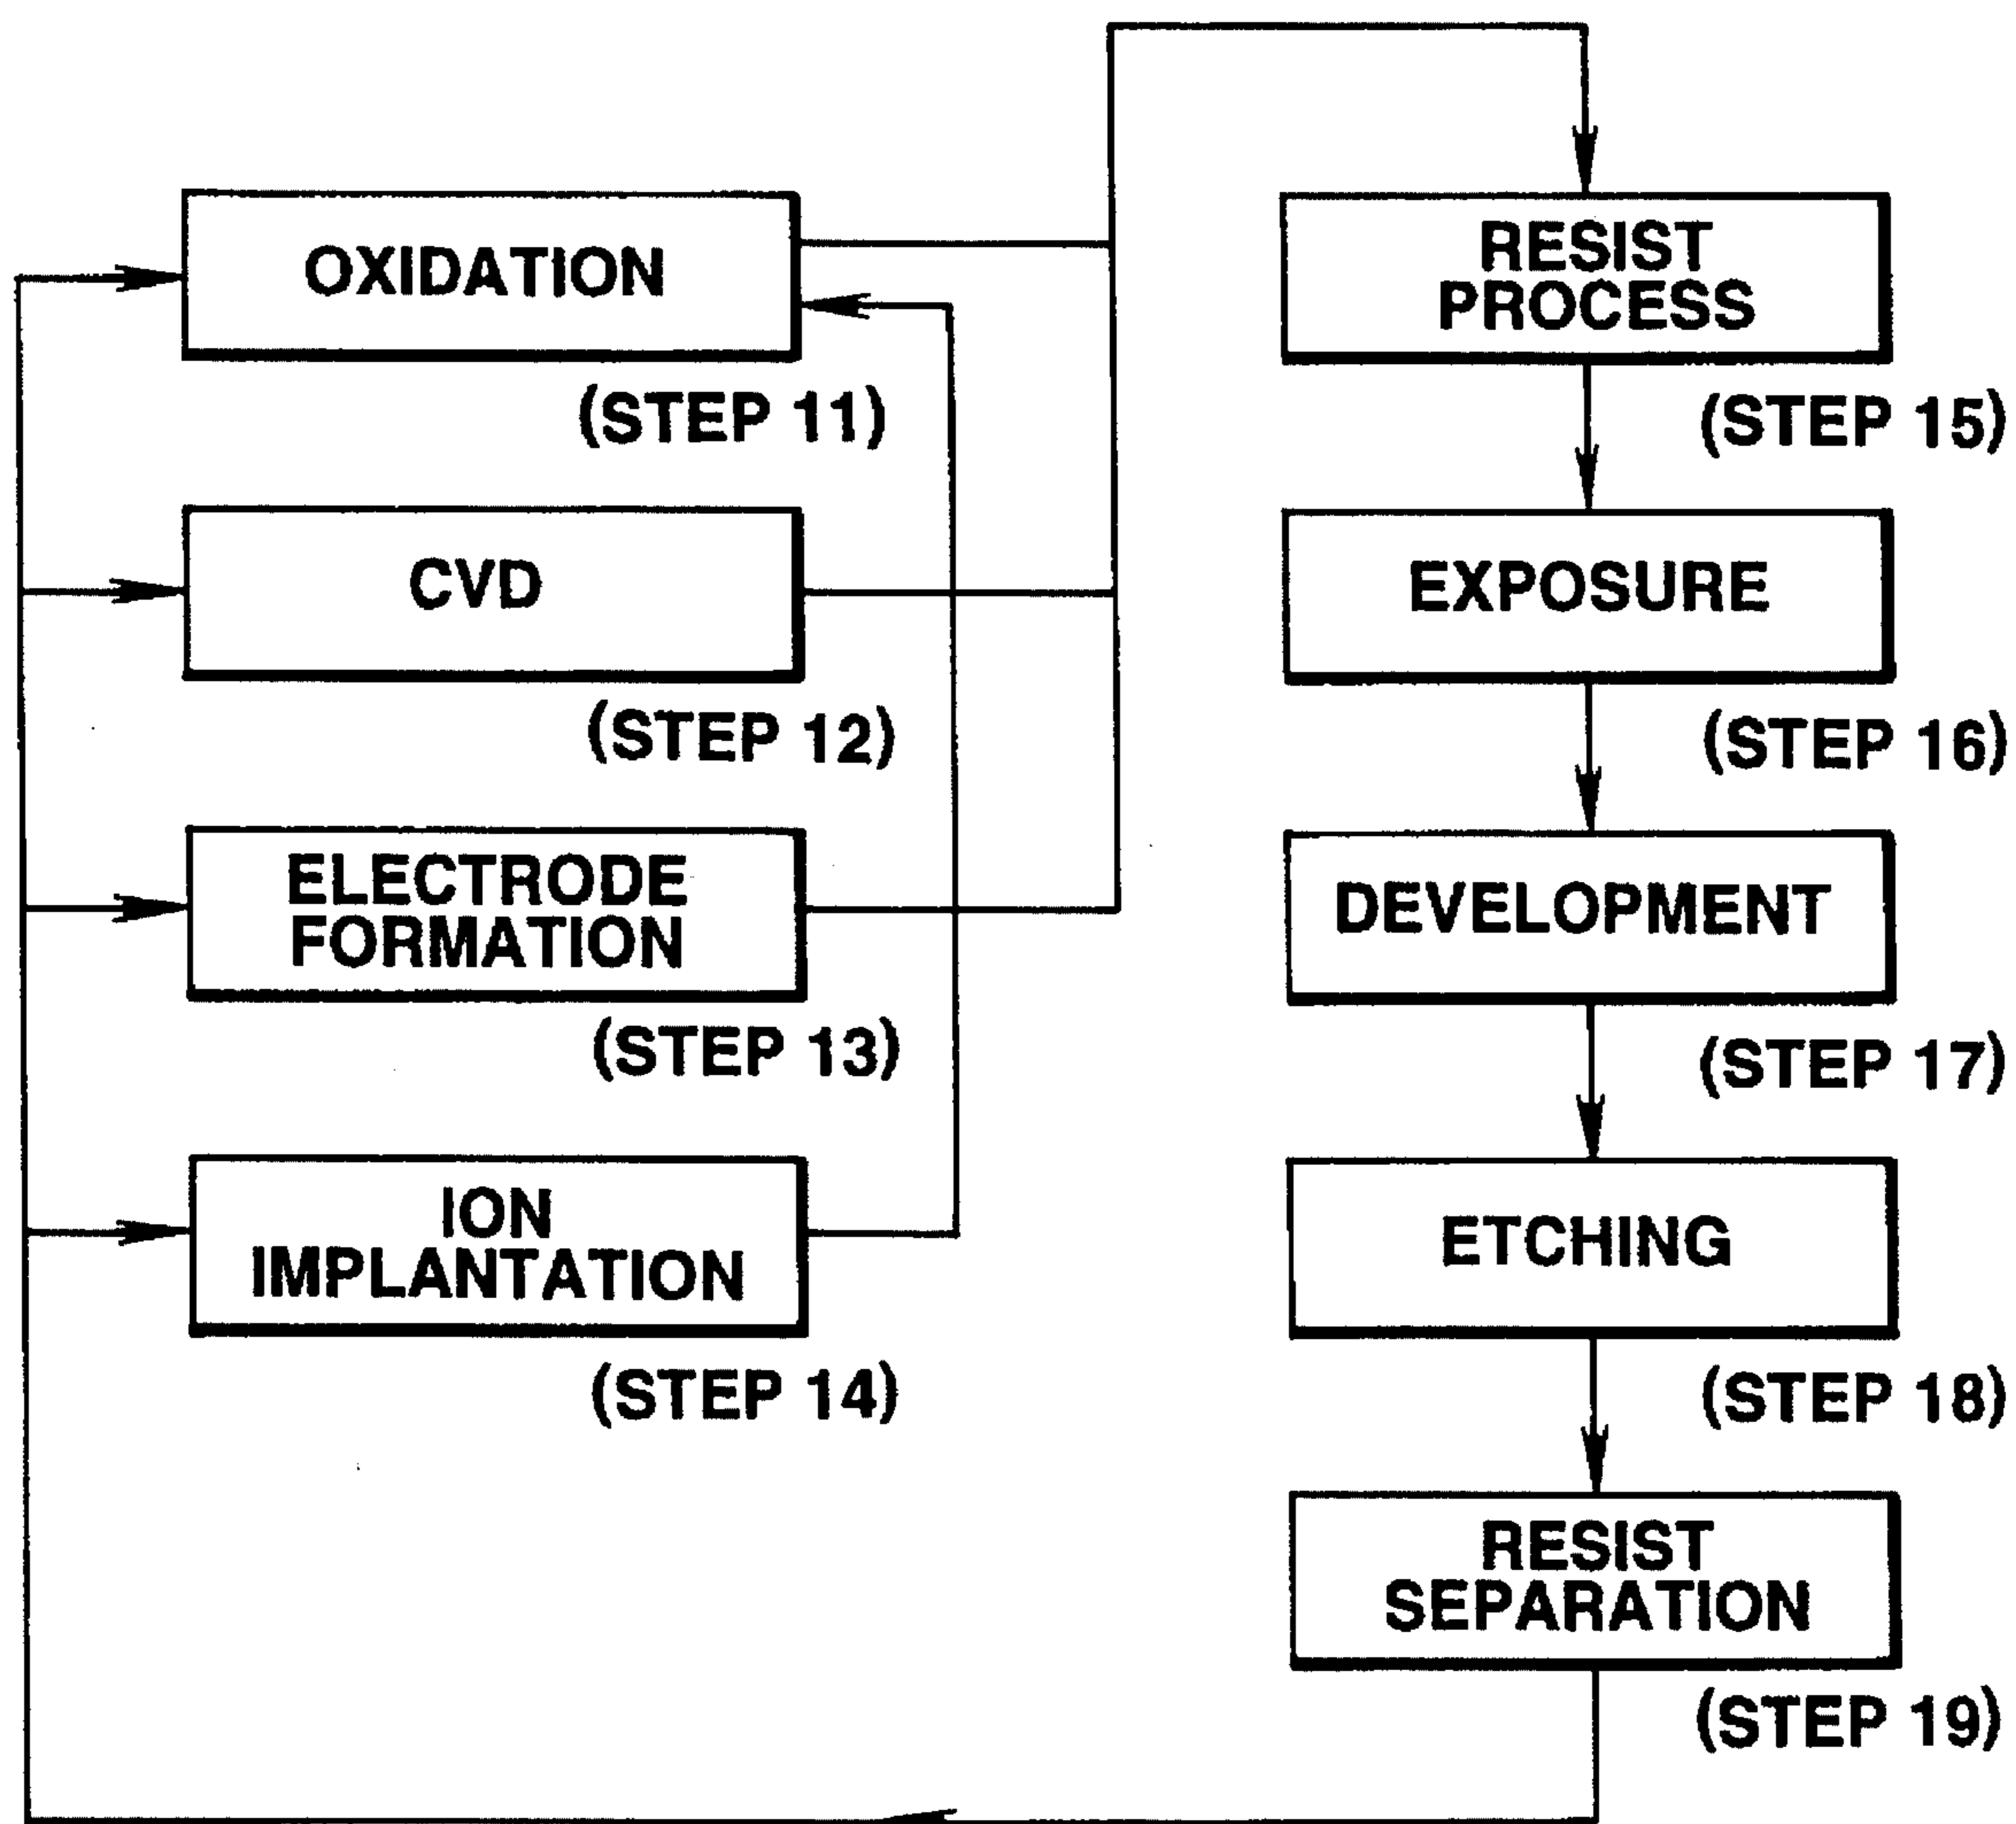 OXIDATION
(STEP 11)
CVD
(STEP 12)
ELECTRODE
FORMATION
(STEP 13)
ION
IMPLANTATION
(STEP 14)
RESIST
PROCESS
(STEP 15)
EXPOSURE
(STEP 16)
DEVELOPMENT
(STEP 17)
ETCHING
(STEP 18)
RESIST
SEPARATION
(STEP 19)